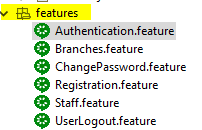 features
Authentication.feature
Branches.feature
ChangePassword.feature
Registration.feature
Staff.feature
UserLogout.feature